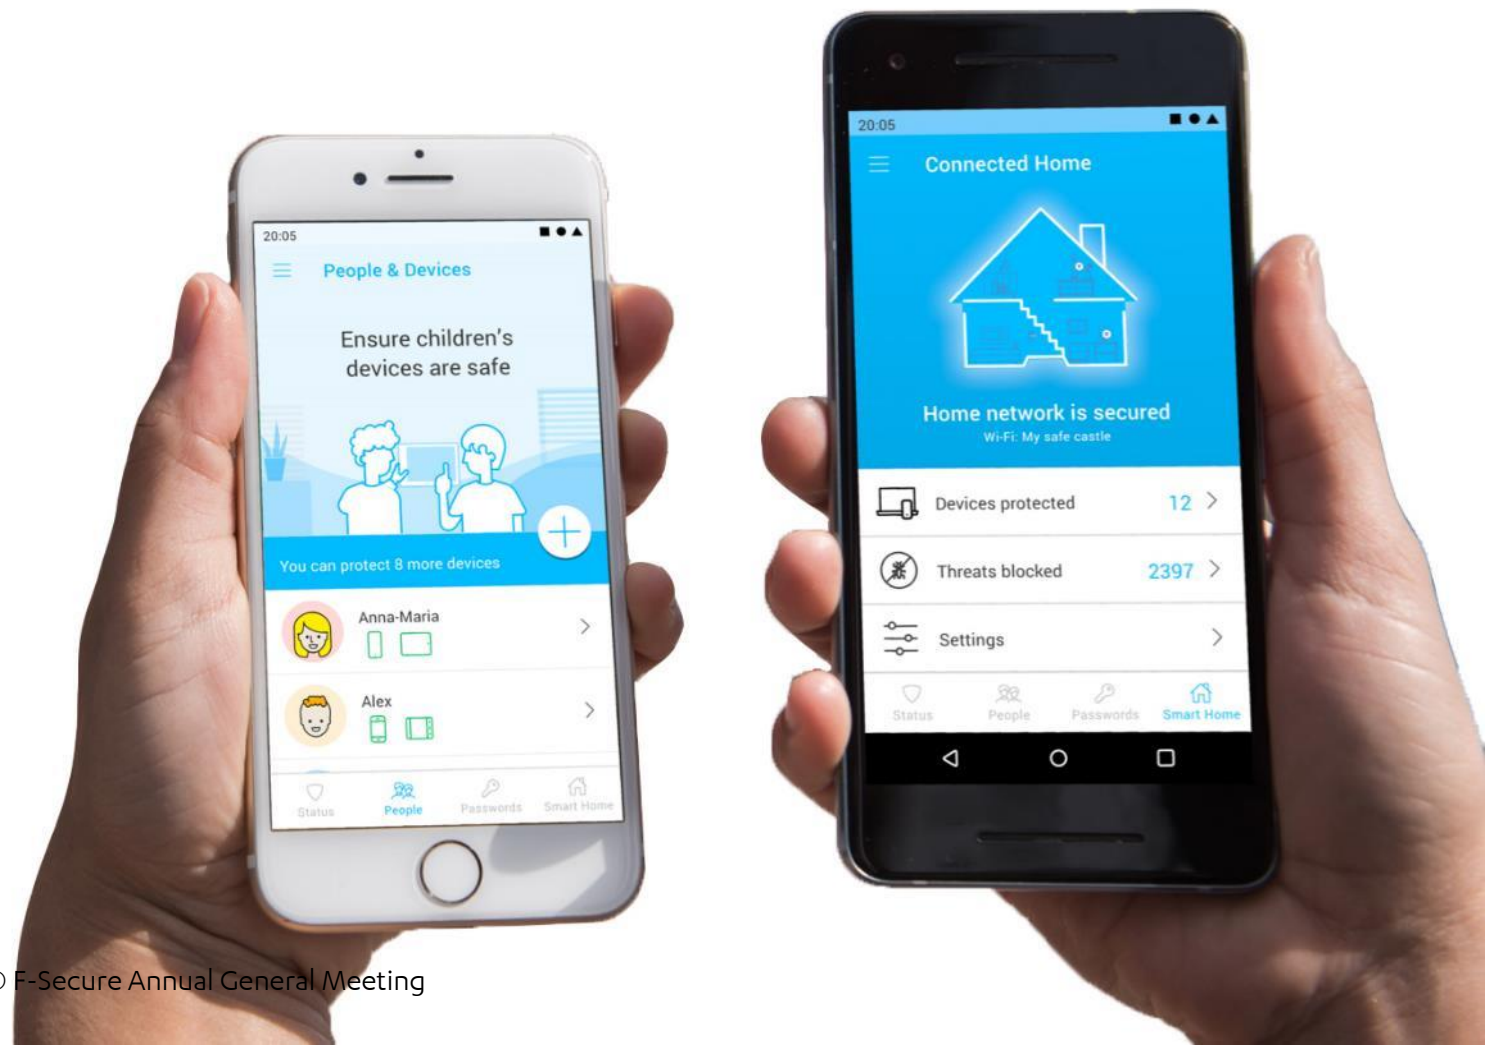 20:05
People & Devices
Ensure children's
devices are safe
You can protect 8 more devices
Anna-Maria
Alex
Status
People
Passwords
Smart Home
20:05
Connected Home
Home network is secured
Wi-Fi: My safe castle
Devices protected 12
Threats blocked 2397
Settings
Status
People
Passwords
Smart Home
© F-Secure Annual General Meeting